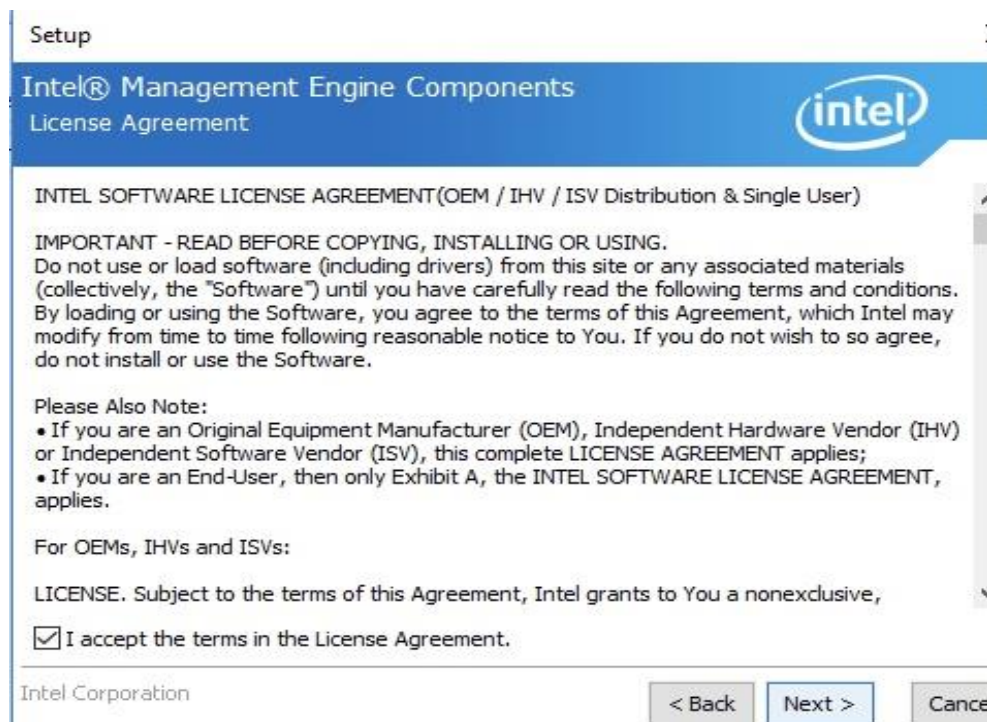 Setup
Intel® Management Engine Components
License Agreement
intel
INTEL SOFTWARE LICENSE AGREEMENT(OEM / IHV / ISV Distribution & Single User)
IMPORTANT - READ BEFORE COPYING, INSTALLING OR USING.
Do not use or load software (including drivers) from this site or any associated materials
(collectively, the "Software") until you have carefully read the following terms and conditions.
By loading or using the Software, you agree to the terms of this Agreement, which Intel may
modify from time to time following reasonable notice to You. If you do not wish to so agree,
do not install or use the Software.
Please Also Note:
• If you are an Original Equipment Manufacturer (OEM), Independent Hardware Vendor (IHV)
or Independent Software Vendor (ISV), this complete LICENSE AGREEMENT applies;
• If you are an End-User, then only Exhibit A, the INTEL SOFTWARE LICENSE AGREEMENT,
applies.
For OEMs, IHVs and ISVs:
LICENSE. Subject to the terms of this Agreement, Intel grants to You a nonexclusive,
I accept the terms in the License Agreement.
Intel Corporation
< Back
Next >
Cance